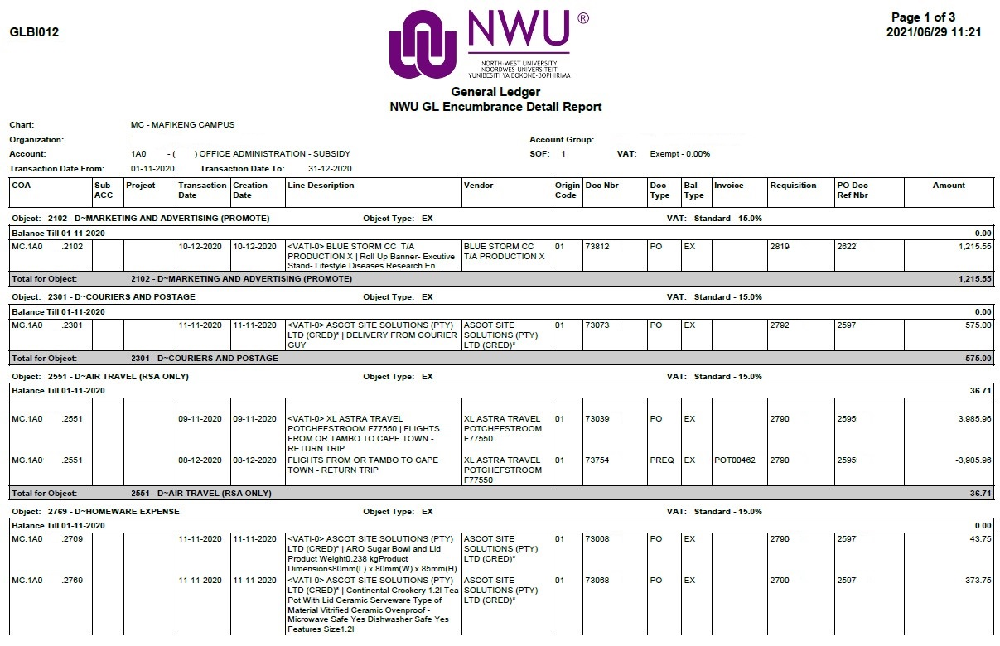 GLBI012
NWU ®
NORTH-WEST UNIVERSITY
NOORDWES-UNIVERSITEIT
YUNIBESITI YA BOKONE-BOPHIRIMA
Page 1 of 3
2021/06/29 11:21
General Ledger
NWU GL Encumbrance Detail Report
Chart: MC - MAFIKENG CAMPUS
Organization: Account Group:
Account: 1A0 - ( ) OFFICE ADMINISTRATION - SUBSIDY SOF: 1 VAT: Exempt - 0.00%
Transaction Date From: 01-11-2020 Transaction Date To: 31-12-2020
COA Sub Project Transaction Creation Line Description Vendor Origin Doc Nbr Doc Bal Invoice Requisition PO Doc Amount
ACC Date Date Code Type Type Ref Nbr
Object: 2102 - D~MARKETING AND ADVERTISING (PROMOTE) Object Type: EX VAT: Standard - 15.0%
Balance Till 01-11-2020 0.00
MC.1A0 .2102 10-12-2020 10-12-2020 <VATI-0> BLUE STORM CC T/A BLUE STORM CC 01 73812 PO EX 2819 2622 1,215.55
PRODUCTION X | Roll Up Banner- Excutive T/A PRODUCTION X
Stand- Lifestyle Diseases Research En...
Total for Object: 2102 - D~MARKETING AND ADVERTISING (PROMOTE) 1,215.55
Object: 2301 - D~COURIERS AND POSTAGE Object Type: EX VAT: Standard - 15.0%
Balance Till 01-11-2020 0.00
MC.1A0 .2301 11-11-2020 11-11-2020 <VATI-0> ASCOT SITE SOLUTIONS (PTY) ASCOT SITE 01 73073 PO EX 2792 2597 575.00
LTD (CRED)* | DELIVERY FROM COURIER SOLUTIONS (PTY)
GUY LTD (CRED)*
Total for Object: 2301 - D~COURIERS AND POSTAGE 575.00
Object: 2551 - D~AIR TRAVEL (RSA ONLY) Object Type: EX VAT: Standard - 15.0%
Balance Till 01-11-2020 36.71
MC.1A0 .2551 09-11-2020 09-11-2020 <VATI-0> XL ASTRA TRAVEL XL ASTRA TRAVEL 01 73039 PO EX 2790 2595 3,985.96
POTCHEFSTROOM F77550 | FLIGHTS POTCHEFSTROOM
FROM OR TAMBO TO CAPE TOWN - F77550
RETURN TRIP
MC.1A0 .2551 08-12-2020 08-12-2020 FLIGHTS FROM OR TAMBO TO CAPE XL ASTRA TRAVEL 01 73754 PREQ EX POT00462 2790 2595 -3,985.96
TOWN - RETURN TRIP POTCHEFSTROOM
F77550
Total for Object: 2551 - D~AIR TRAVEL (RSA ONLY) 36.71
Object: 2769 - D~HOMEWARE EXPENSE Object Type: EX VAT: Standard - 15.0%
Balance Till 01-11-2020 0.00
MC.1A0 .2769 11-11-2020 11-11-2020 <VATI-0> ASCOT SITE SOLUTIONS (PTY) ASCOT SITE 01 73068 PO EX 2790 2597 43.75
LTD (CRED)* | ARO Sugar Bowl and Lid SOLUTIONS (PTY)
Product Weight0.238 kgProduct LTD (CRED)*
Dimensions80mm(L) x 80mm(W) x 85mm(H)
MC.1A0 .2769 11-11-2020 11-11-2020 <VATI-0> ASCOT SITE SOLUTIONS (PTY) ASCOT SITE 01 73068 PO EX 2790 2597 373.75
LTD (CRED)* | Continental Crockery 1.2l Tea SOLUTIONS (PTY)
Pot With Lid Ceramic Serveware Type of LTD (CRED)*
Material Vitrified Ceramic Ovenproof -
Microwave Safe Yes Dishwasher Safe Yes
Features Size1.2l